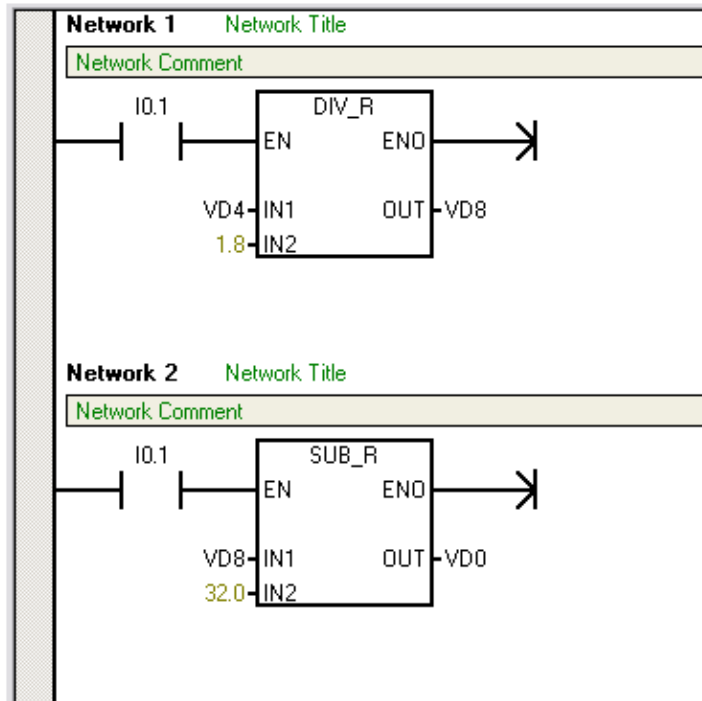 Network 1 Network Title
Network Comment
I0.1 DIV_R
EN ENO
VD4 IN1 OUT VD8
1.8 IN2
Network 2 Network Title
Network Comment
I0.1 SUB_R
EN ENO
VD8 IN1 OUT VD0
32.0 IN2